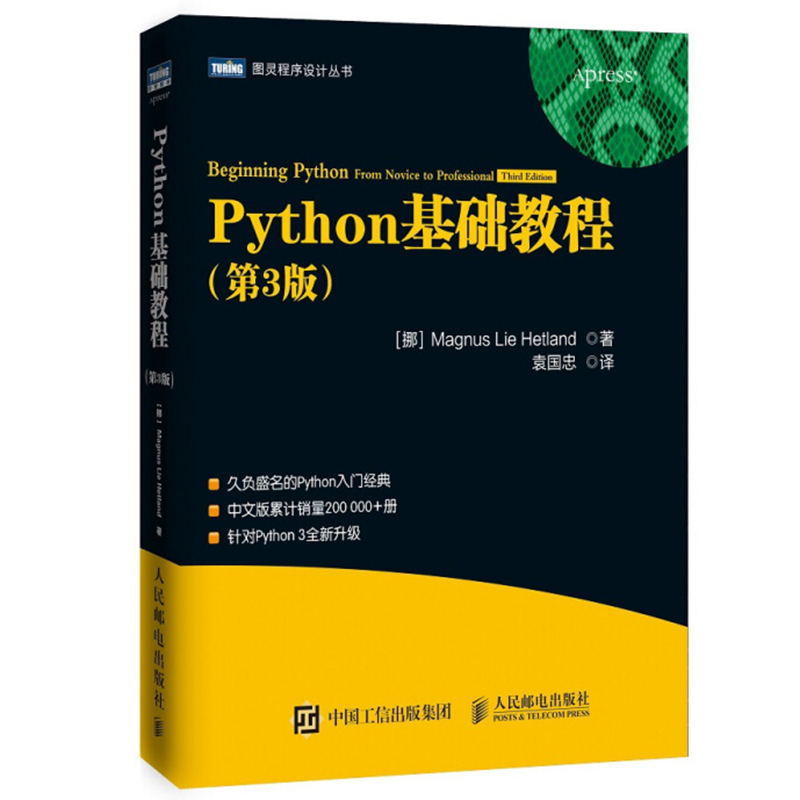 TURING
图灵程序设计丛书
Apress®
Beginning Python From Novice to Professional Third Edition
Python基础教程
(第3版)
[挪] Magnus Lie Hetland ◎著
袁国忠 ◎译
久负盛名的Python入门经典
中文版累计销量200 000+册
针对Python 3全新升级
中国工信出版集团
人民邮电出版社
POSTS & TELECOM PRESS
TURING
图灵教育
Apress®
Python基础教程
(第3版)
[挪] Magnus Lie Hetland 著
人民邮电出版社